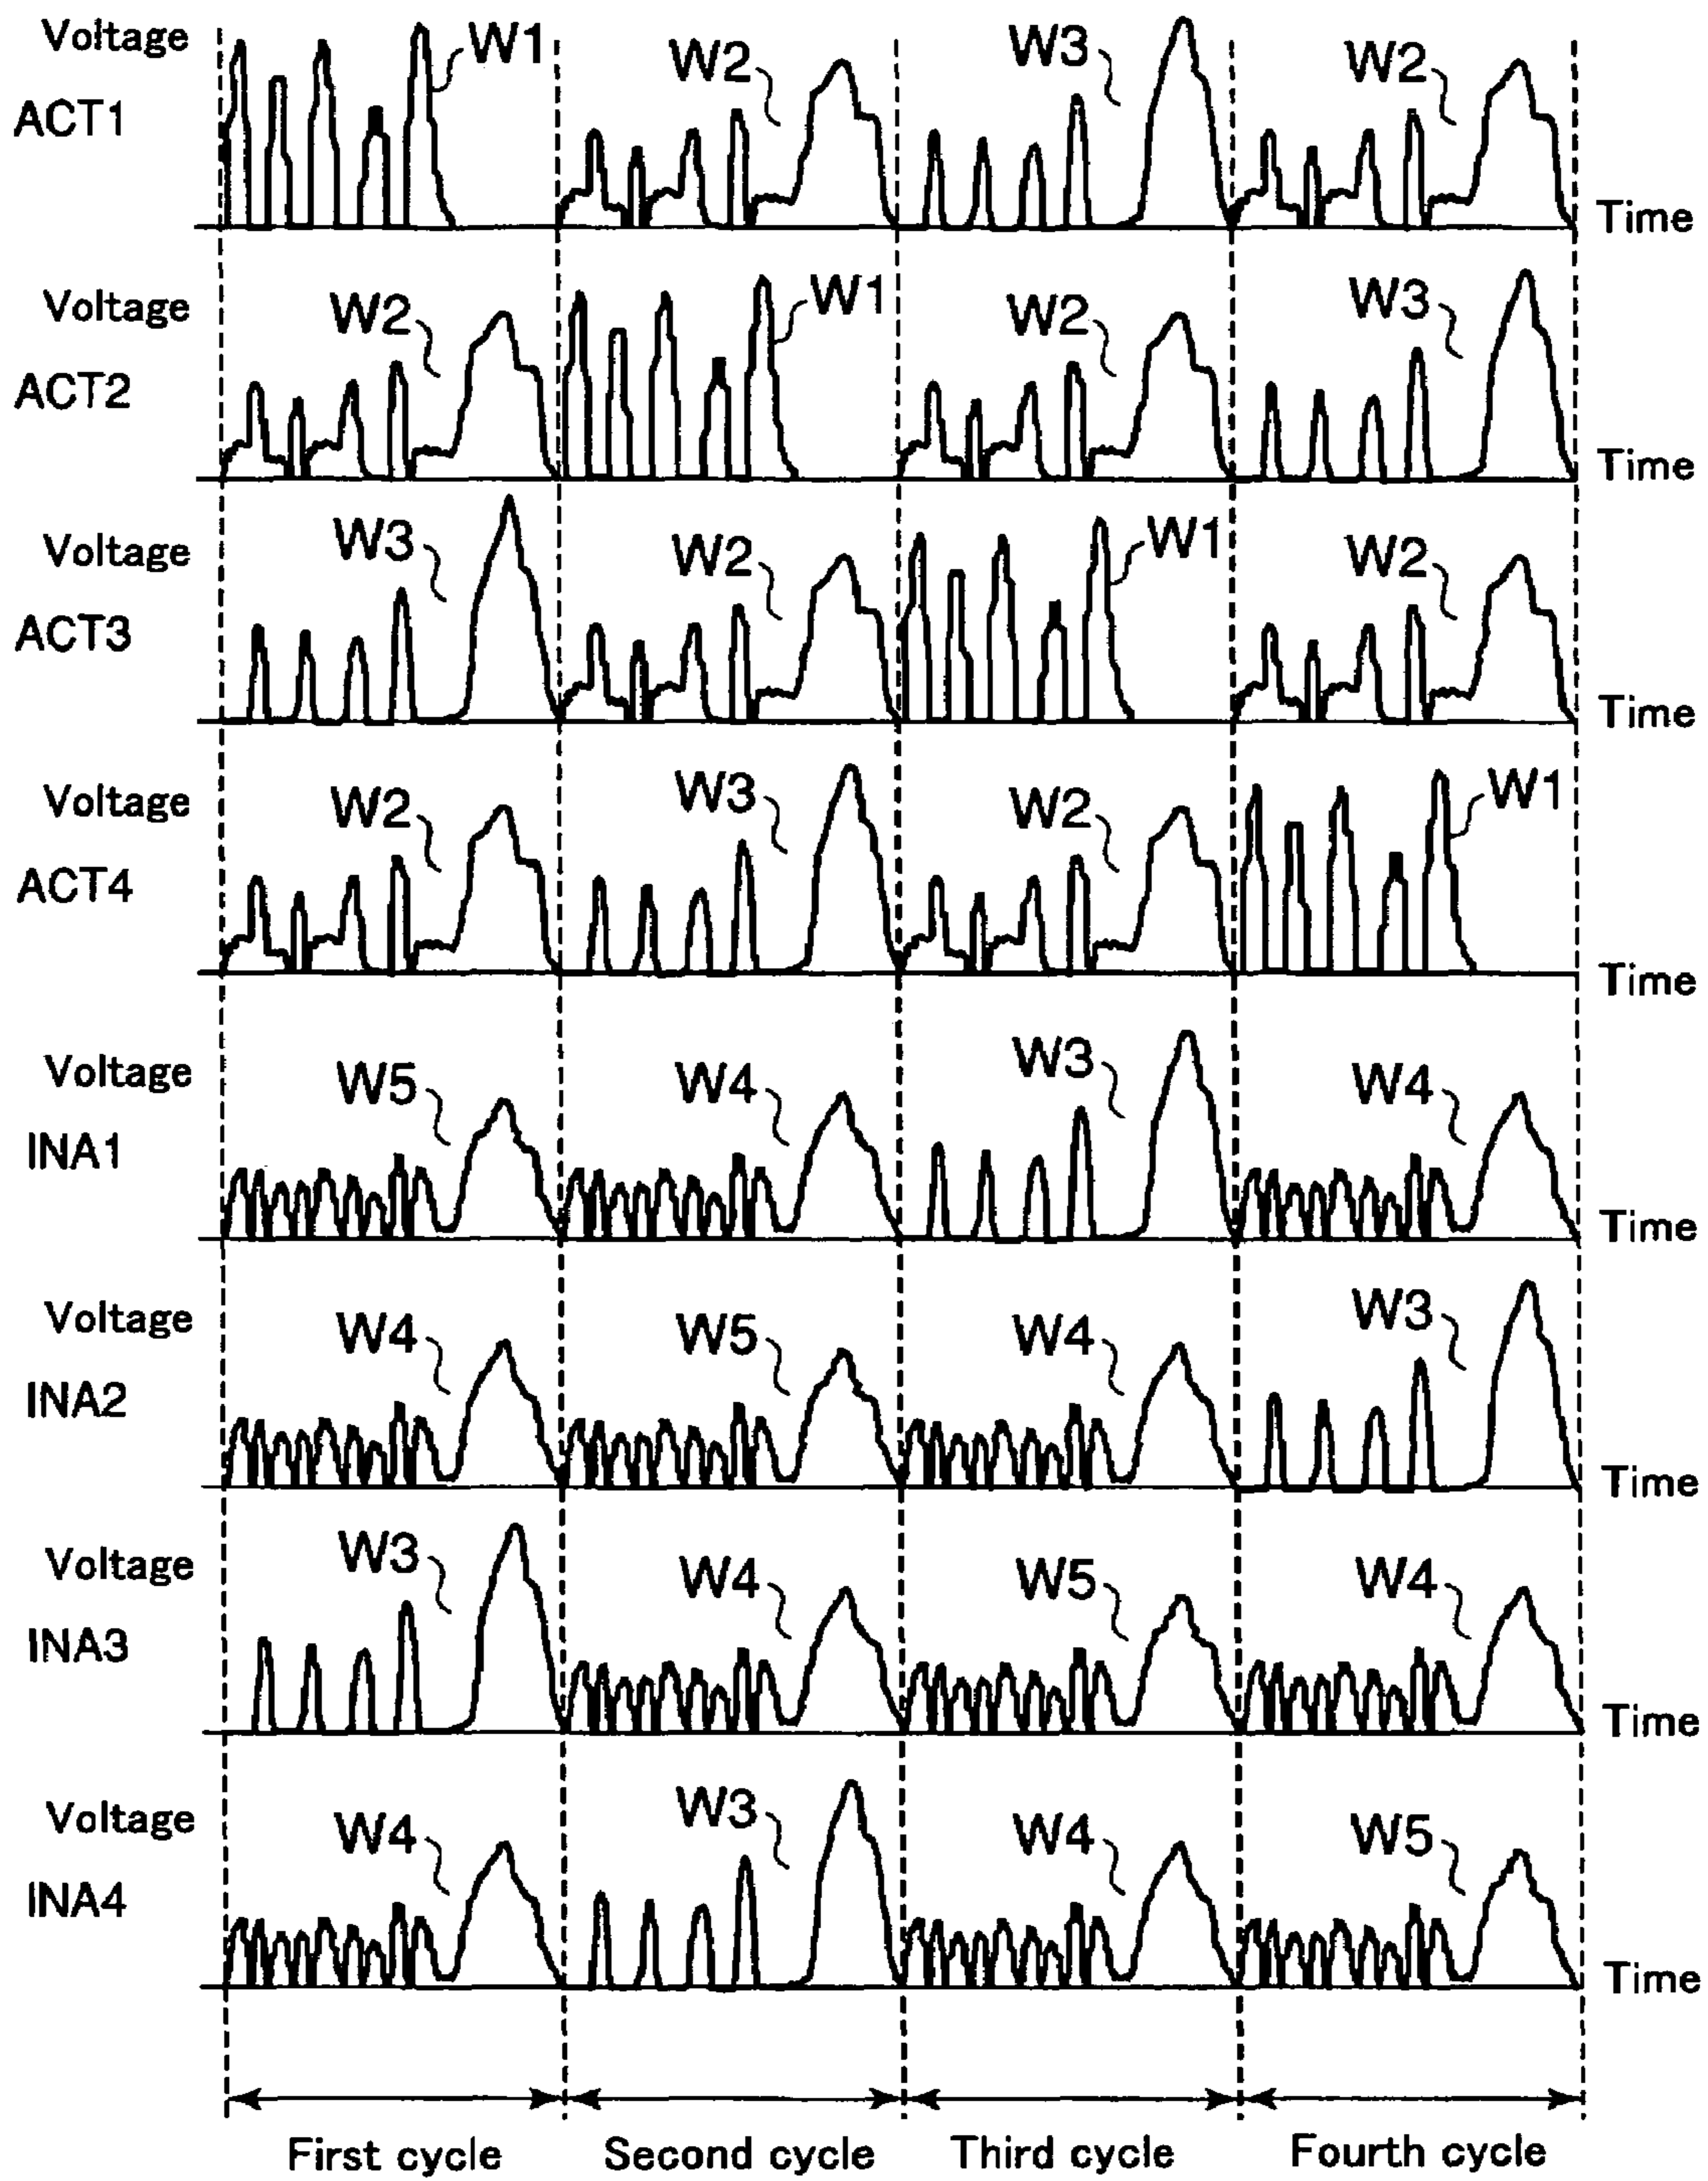 Voltage
ACT1
W1
W2
W3
W2
Time
Voltage
ACT2
W2
W1
W2
W3
Time
Voltage
ACT3
W3
W2
W1
W2
Time
Voltage
ACT4
W2
W3
W2
W1
Time
Voltage
INA1
W5
W4
W3
W4
Time
Voltage
INA2
W4
W5
W4
W3
Time
Voltage
INA3
W3
W4
W5
W4
Time
Voltage
INA4
W4
W3
W4
W5
Time
First cycle
Second cycle
Third cycle
Fourth cycle